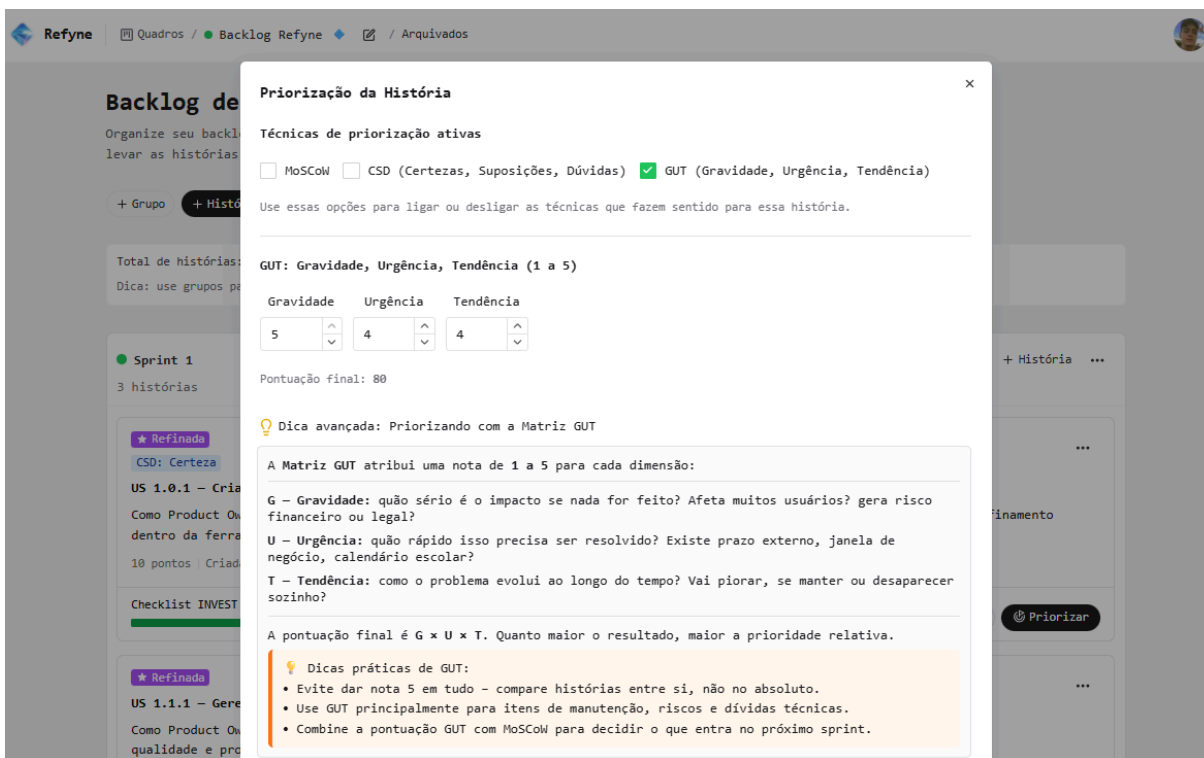 Refyne Quadros / Backlog Refyne / Arquivados
Backlog de
Organize seu backl
levar as histórias
+ Grupo + Histó
Total de histórias:
Dica: use grupos pa
Sprint 1
3 histórias
+ História ...
Refinada
CSD: Certeza
US 1.0.1 – Cria
Como Product Ow
dentro da ferra
finamento
10 pontos | Criad
Checklist INVEST
Priorizar
Refinada
US 1.1.1 – Gere
Como Product Ow
qualidade e pro
Priorização da História
×
Técnicas de priorização ativas
MoSCoW CSD (Certezas, Suposições, Dúvidas) GUT (Gravidade, Urgência, Tendência)
Use essas opções para ligar ou desligar as técnicas que fazem sentido para essa história.
GUT: Gravidade, Urgência, Tendência (1 a 5)
Gravidade Urgência Tendência
5 4 4
Pontuação final: 80
Dica avançada: Priorizando com a Matriz GUT
A Matriz GUT atribui uma nota de 1 a 5 para cada dimensão:
G – Gravidade: quão sério é o impacto se nada for feito? Afeta muitos usuários? gera risco
financeiro ou legal?
U – Urgência: quão rápido isso precisa ser resolvido? Existe prazo externo, janela de
negócio, calendário escolar?
T – Tendência: como o problema evolui ao longo do tempo? Vai piorar, se manter ou desaparecer
sozinho?
A pontuação final é G × U × T. Quanto maior o resultado, maior a prioridade relativa.
Dicas práticas de GUT:
• Evite dar nota 5 em tudo – compare histórias entre si, não no absoluto.
• Use GUT principalmente para itens de manutenção, riscos e dívidas técnicas.
• Combine a pontuação GUT com MoSCoW para decidir o que entra no próximo sprint.